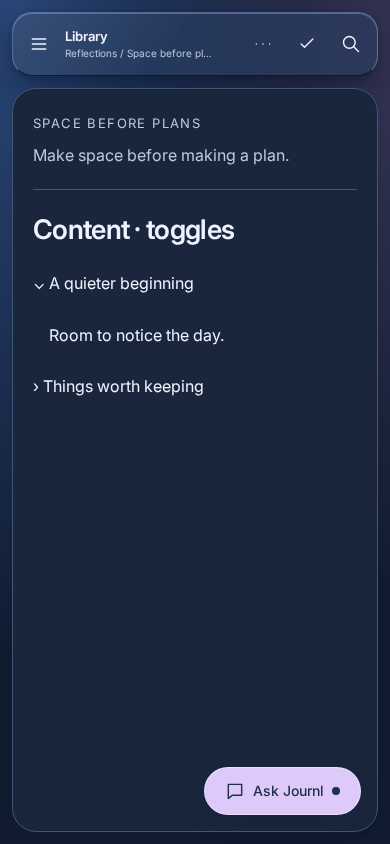 Library
Reflections / Space before pl...
SPACE BEFORE PLANS
Make space before making a plan.
Content · toggles
A quieter beginning
Room to notice the day.
Things worth keeping
Ask Journl